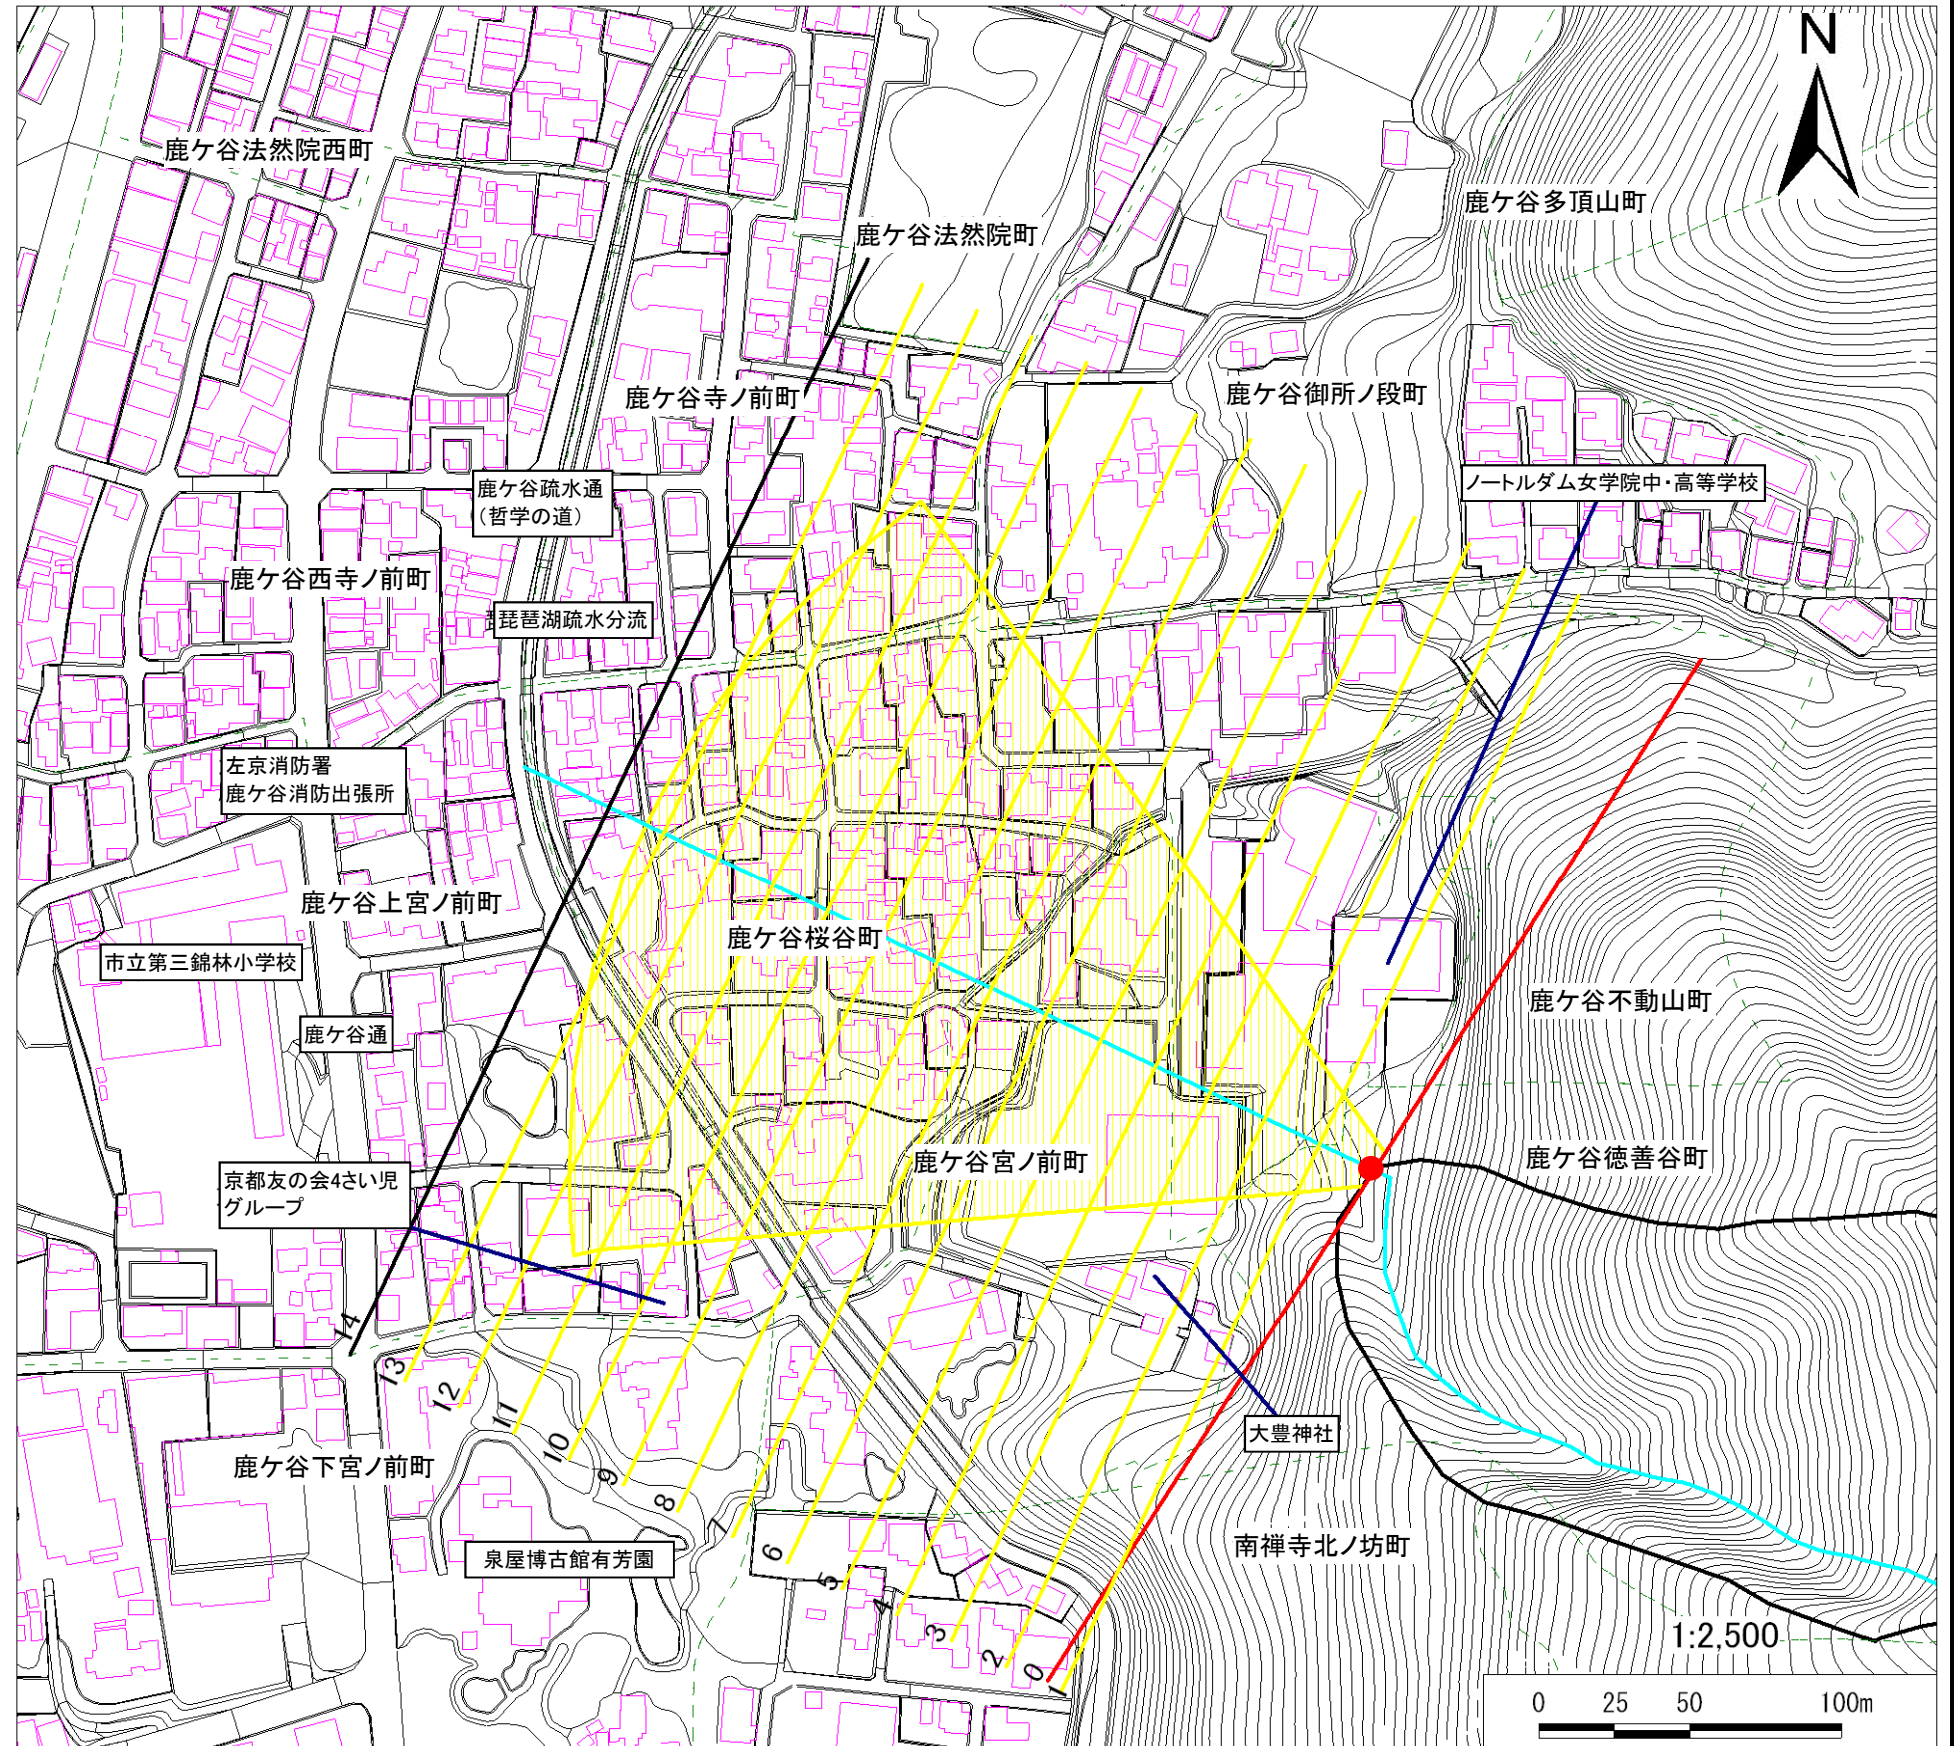 N
鹿ケ谷法然院西町
鹿ケ谷多頂山町
鹿ケ谷法然院町
鹿ケ谷寺ノ前町
鹿ケ谷御所ノ段町
ノートルダム女学院中・高等学校
鹿ケ谷疏水通
（哲学の道）
鹿ケ谷西寺ノ前町
琵琶湖疏水分流
左京消防署
鹿ケ谷消防出張所
鹿ケ谷上宮ノ前町
鹿ケ谷桜谷町
市立第三錦林小学校
鹿ケ谷不動山町
鹿ケ谷通
鹿ケ谷宮ノ前町
鹿ケ谷徳善谷町
京都友の会4さい児
グループ
14
13
12
11
10
9
8
7
6
5
4
3
2
0
1
大豊神社
鹿ケ谷下宮ノ前町
泉屋博古館有芳園
南禅寺北ノ坊町
1:2,500
0 25 50 100m